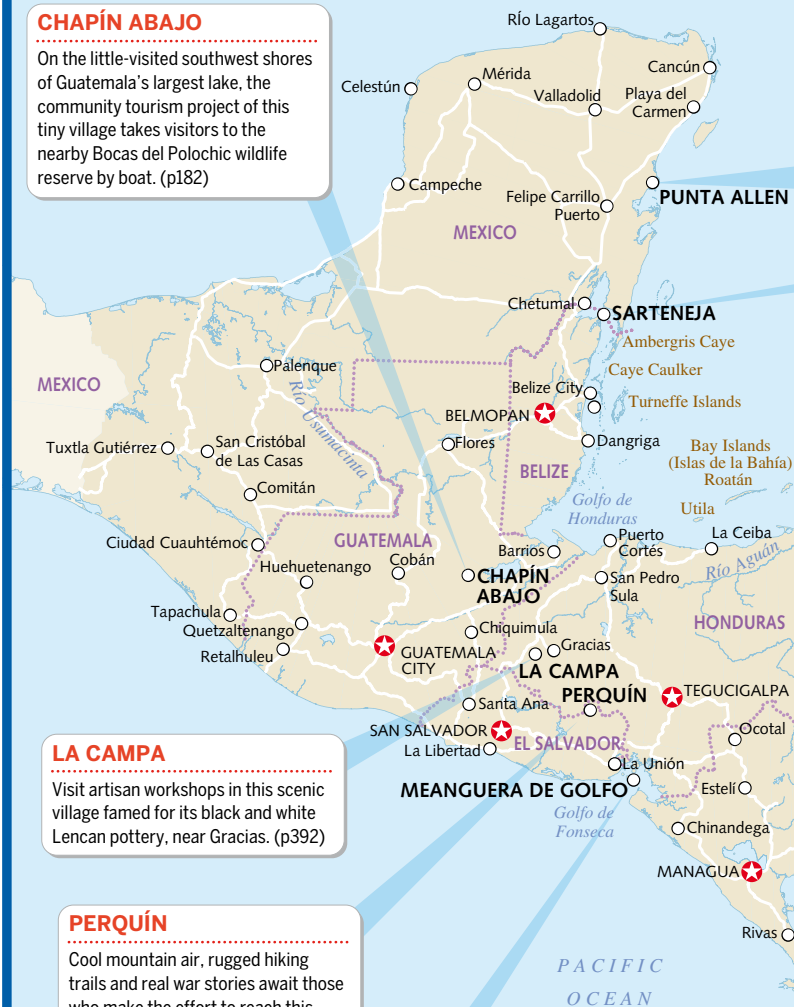 CHAPÍN ABAJO
On the little-visited southwest shores
of Guatemala's largest lake, the
community tourism project of this
tiny village takes visitors to the
nearby Bocas del Polochic wildlife
reserve by boat. (p182)
RÍo Lagartos
Cancún
Mérida
Celestún
Valladolid
Playa del
Carmen
Campeche
Felipe Carrillo
Puerto
PUNTA ALLEN
MEXICO
Chetumal
SARTENEJA
Ambergris Caye
Palenque
Caye Caulker
MEXICO
Belize City
Turneffe Islands
BELMOPAN
Río Usumacinta
Tuxtla Gutiérrez
San Cristóbal
de Las Casas
Flores
Dangriga
Bay Islands
(Islas de la Bahía)
Roatán
BELIZE
Comitán
Golfo de
Honduras
Utila
Ciudad Cuauhtémoc
GUATEMALA
Barrios
Puerto
Cortés
La Ceiba
Río Aguán
Huehuetenango
Cobán
CHAPÍN
ABAJO
San Pedro
Sula
Tapachula
HONDURAS
Quetzaltenango
Chiquimula
Retalhuleu
GUATEMALA
CITY
Gracias
LA CAMPA
PERQUÍN
TEGUCIGALPA
Santa Ana
SAN SALVADOR
EL SALVADOR
Ocotal
La Libertad
La Unión
MEANGUERA DE GOLFO
Estelí
Golfo de
Fonseca
Chinandega
LA CAMPA
Visit artisan workshops in this scenic
village famed for its black and white
Lencan pottery, near Gracias. (p392)
MANAGUA
Rivas
PERQUÍN
Cool mountain air, rugged hiking
trails and real war stories await those
who make the effort to reach this
PACIFIC
OCEAN